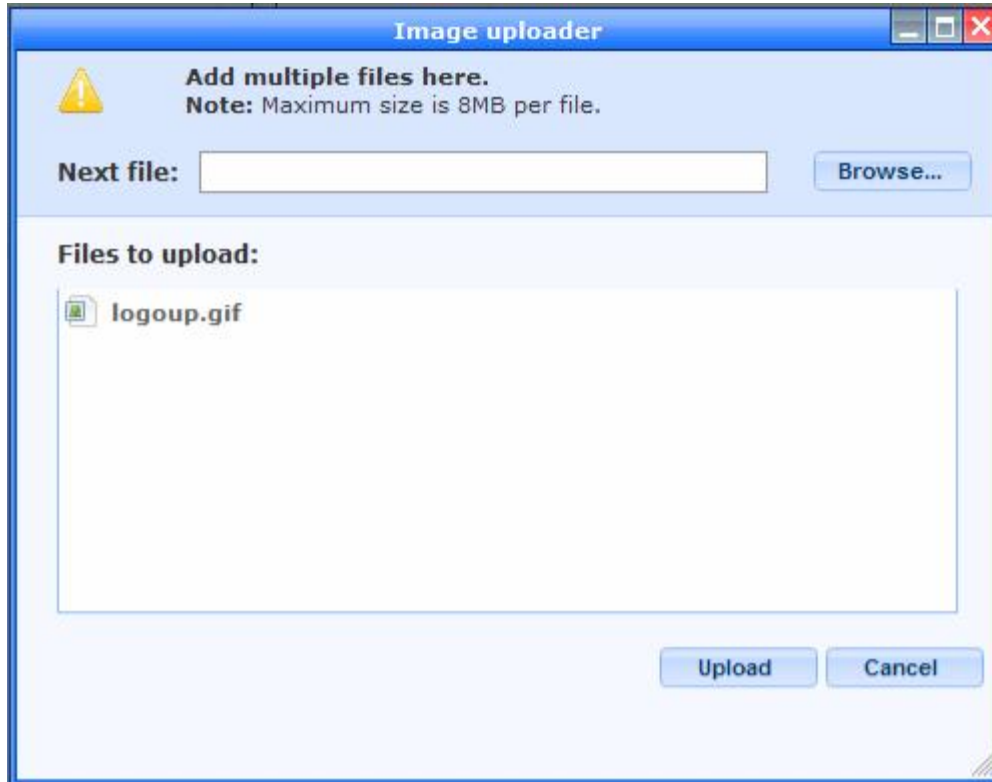 Image uploader
Add multiple files here.
Note: Maximum size is 8MB per file.
Next file:
Browse...
Files to upload:
logoup.gif
Upload
Cancel